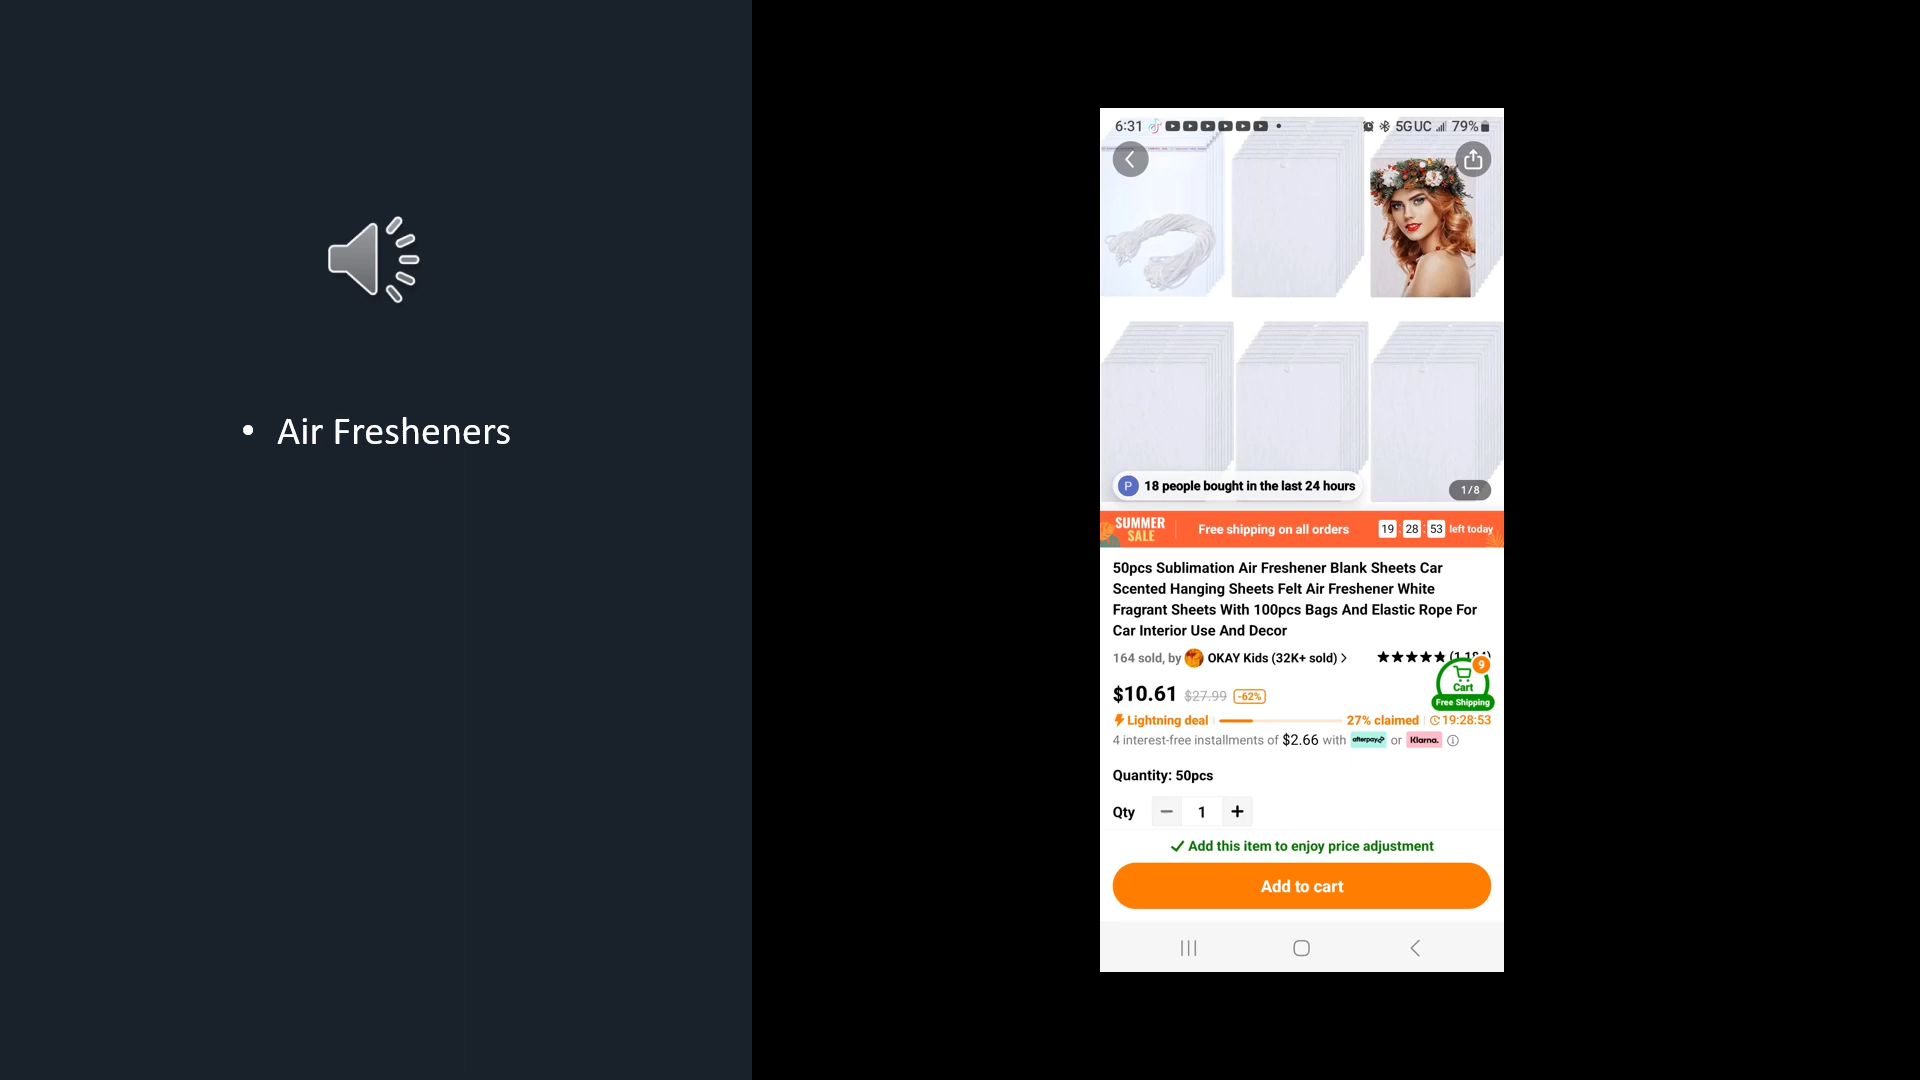 • Air Fresheners
6:31
5GUC 79%
P 18 people bought in the last 24 hours
1/8
SUMMER
SALE
Free shipping on all orders
19:28:53 left today
50pcs Sublimation Air Freshener Blank Sheets Car
Scented Hanging Sheets Felt Air Freshener White
Fragrant Sheets With 100pcs Bags And Elastic Rope For
Car Interior Use And Decor
164 sold, by OKAY Kids (32K+ sold) >
9
Cart
Free Shipping
$10.61 $27.99 -62%
Lightning deal 27% claimed 19:28:53
4 interest-free installments of $2.66 with afterpay or Klarna.
Quantity: 50pcs
Qty − 1 +
Add this item to enjoy price adjustment
Add to cart